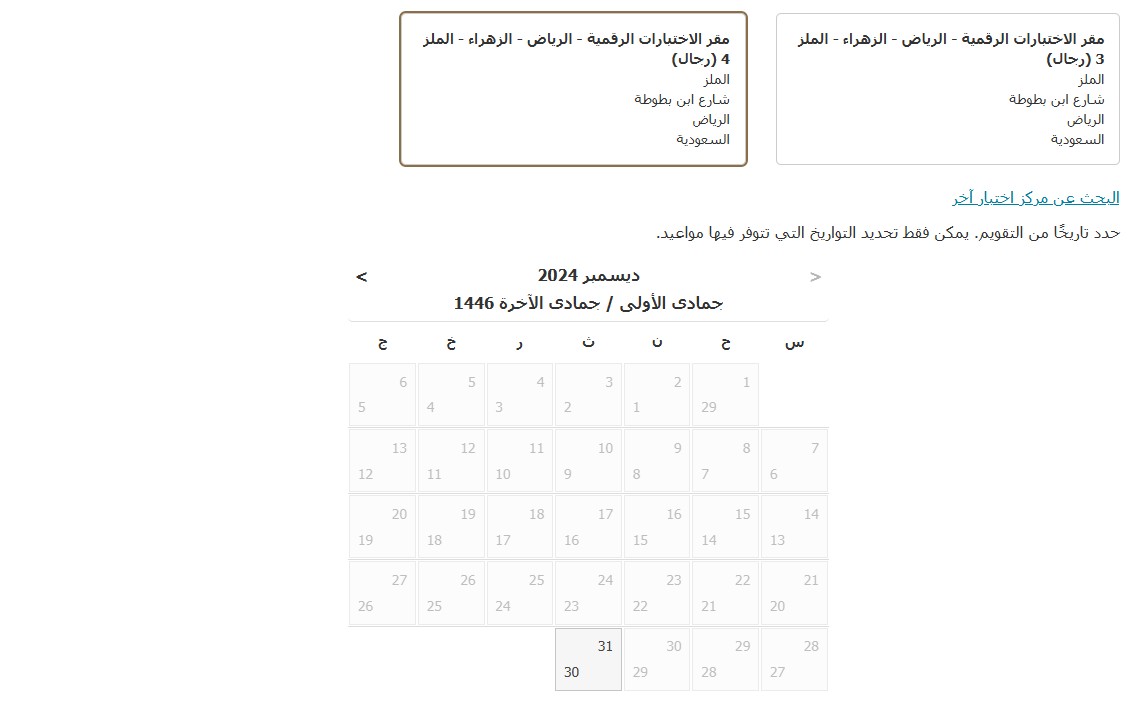 مقر الاختبارات الرقمية - الرياض - الزهراء - الملز
3 (رجال)
الملز
شارع ابن بطوطة
الرياض
السعودية
مقر الاختبارات الرقمية - الرياض - الزهراء - الملز
4 (رجال)
الملز
شارع ابن بطوطة
الرياض
السعودية
البحث عن مركز اختبار آخر
حدد تاريخًا من التقويم. يمكن فقط تحديد التواريخ التي تتوفر فيها مواعيد.
< ديسمبر 2024 >
جمادى الأولى / جمادى الآخرة 1446
س ح ن ث ر خ ج
1 2 3 4 5 6
29 1 2 3 4 5
7 8 9 10 11 12 13
6 7 8 9 10 11 12
14 15 16 17 18 19 20
13 14 15 16 17 18 19
21 22 23 24 25 26 27
20 21 22 23 24 25 26
28 29 30 31
27 28 29 30